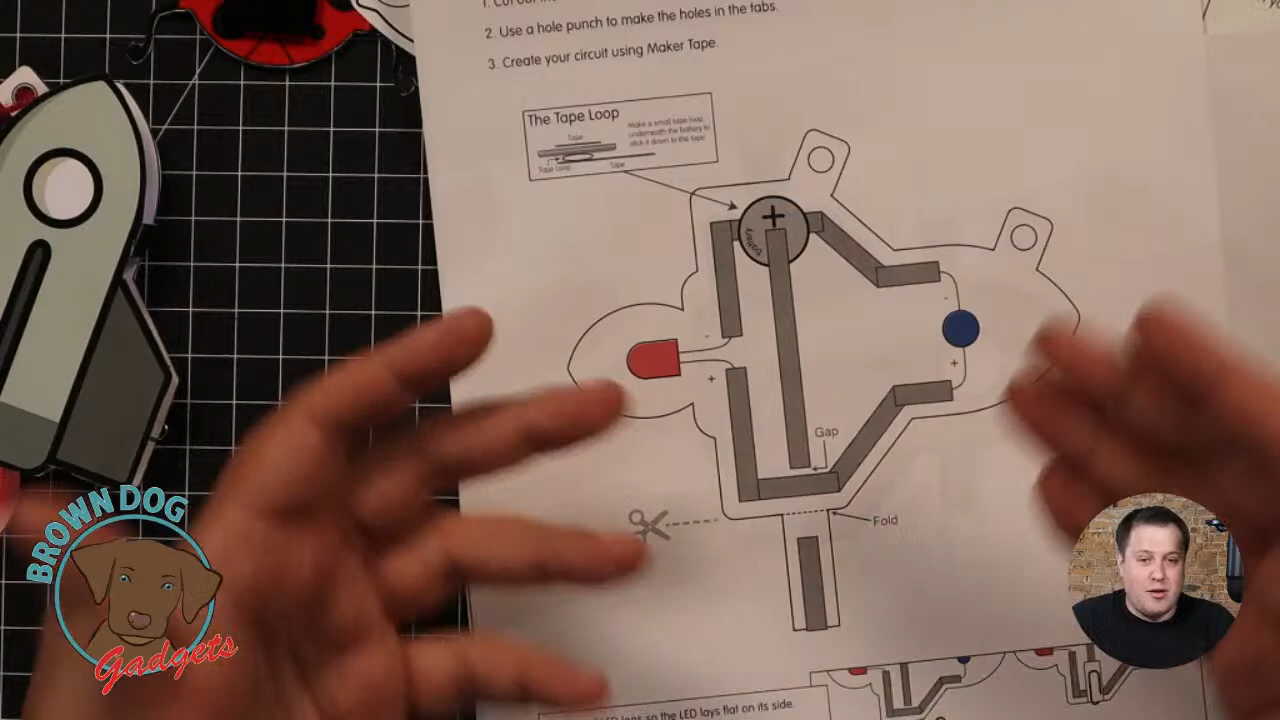 2. Use a hole punch to make the holes in the tabs.
3. Create your circuit using Maker Tape.
The Tape Loop
Tape
Make a small tape loop
underneath the battery to
stick it down to the tape
Tape Loop
Tape
+
battery
-
-
+
+
Gap
Fold
BROWN DOG
Gadgets
so the LED lays flat on its side.